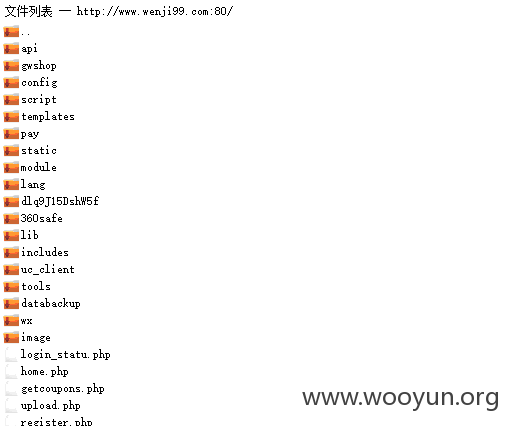 文件列表 — http://www.wenji99.com:80/
..
api
gwshop
config
script
templates
pay
static
module
lang
dlq9J15DshW5f
360safe
lib
includes
uc_client
tools
databackup
wx
image
login_statu.php
home.php
getcoupons.php
upload.php
register.php
www.wooyun.org